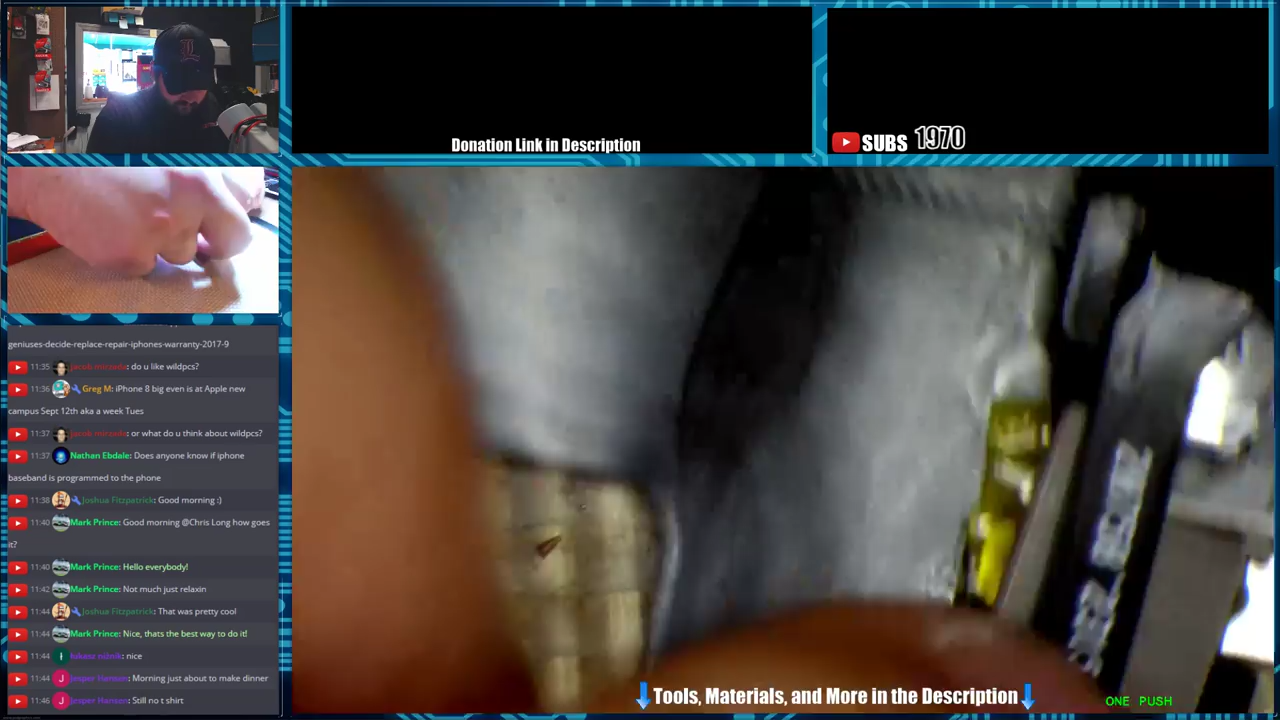 Donation Link in Description
SUBS 1970
geniuses-decide-replace-repair-iphones-warranty-2017-9
11:35 Jacob mirzada: do u like wildpcs?
11:36 Greg M: iPhone 8 big even is at Apple new
campus Sept 12th aka a week Tues
11:37 Jacob mirzada: or what do u think about wildpcs?
11:37 Nathan Ebdale: Does anyone know if iphone
baseband is programmed to the phone
11:38 Joshua Fitzpatrick: Good morning :)
11:40 Mark Prince: Good morning @Chris Long how goes
it?
11:40 Mark Prince: Hello everybody!
11:42 Mark Prince: Not much just relaxin
11:44 Joshua Fitzpatrick: That was pretty cool
11:44 Mark Prince: Nice, thats the best way to do it!
11:44 nice
11:44 Jesper Hansen: Morning just about to make dinner
11:46 Jesper Hansen: Still no t shirt
Tools, Materials, and More in the Description
ONE PUSH